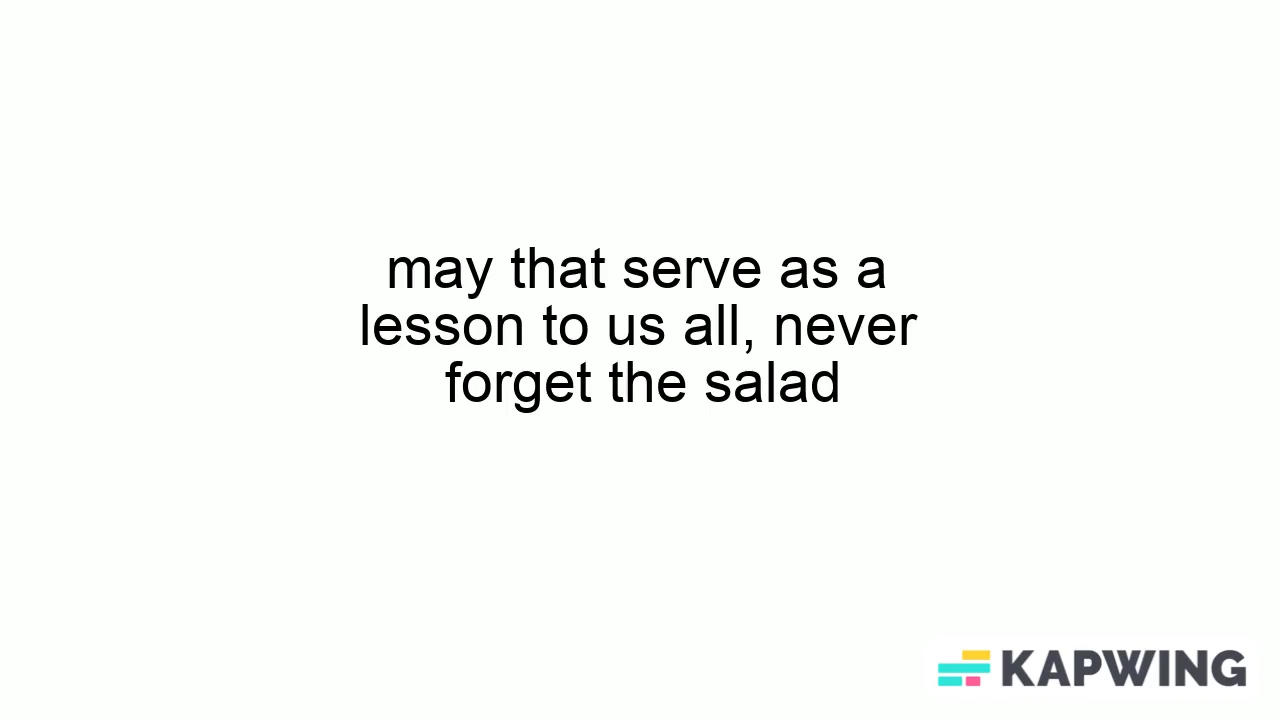 may that serve as a
lesson to us all, never
forget the salad
KAPWING